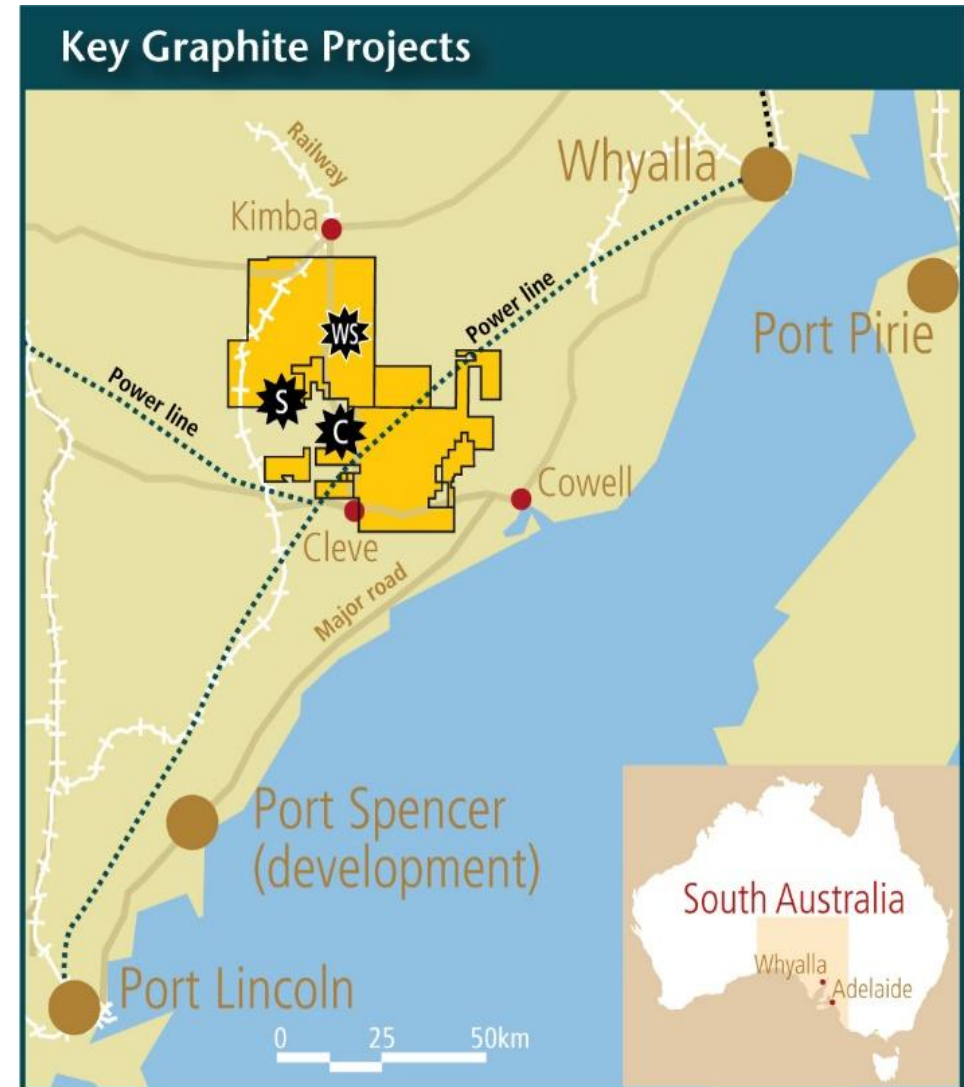 Key Graphite Projects
Railway
Whyalla
Kimba
Port Pirie
WS
Power line
Power line
S
C
Cowell
Cleve
Major road
Port Spencer
(development)
South Australia
Whyalla
Adelaide
Port Lincoln
0 25 50km